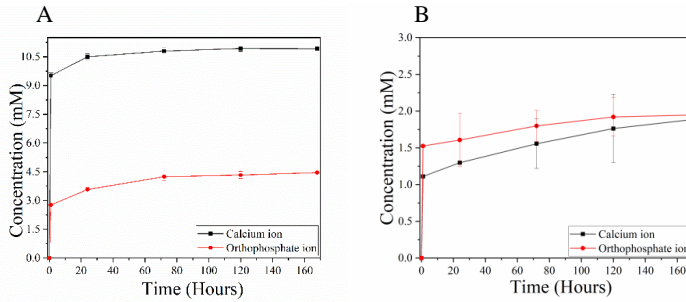 A
B
Concentration (mM)
10.5
9.0
7.5
6.0
4.5
3.0
1.5
0.0
Calcium ion
Orthophosphate ion
0 20 40 60 80 100 120 140 160
Time (Hours)
Concentration (mM)
3.0
2.5
2.0
1.5
1.0
0.5
0.0
Calcium ion
Orthophosphate ion
0 20 40 60 80 100 120 140 160
Time (Hours)